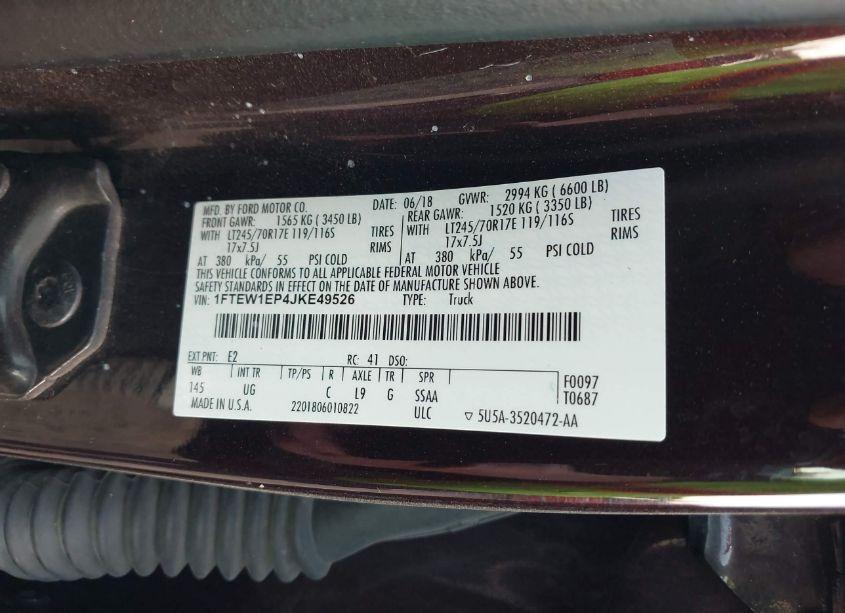 MFD. BY FORD MOTOR CO. DATE: 06/18 GVWR: 2994 KG ( 6600 LB)
FRONT GAWR: 1565 KG ( 3450 LB) REAR GAWR: 1520 KG ( 3350 LB)
WITH LT245/70R17E 119/116S TIRES WITH LT245/70R17E 119/116S TIRES
17x7.5J RIMS 17x7.5J RIMS
AT 380 kPa/ 55 PSI COLD AT 380 kPa/ 55 PSI COLD
THIS VEHICLE CONFORMS TO ALL APPLICABLE FEDERAL MOTOR VEHICLE
SAFETY STANDARDS IN EFFECT ON THE DATE OF MANUFACTURE SHOWN ABOVE.
VIN: 1FTEW1EP4JKE49526 TYPE: Truck
EXT PNT: E2 RC: 41 DSO:
WB INT TR TP/PS R AXLE TR SPR F0097
145 UG C L9 G SSAA T0687
MADE IN U.S.A. 2201806010822 ULC ▽ 5U5A-3520472-AA